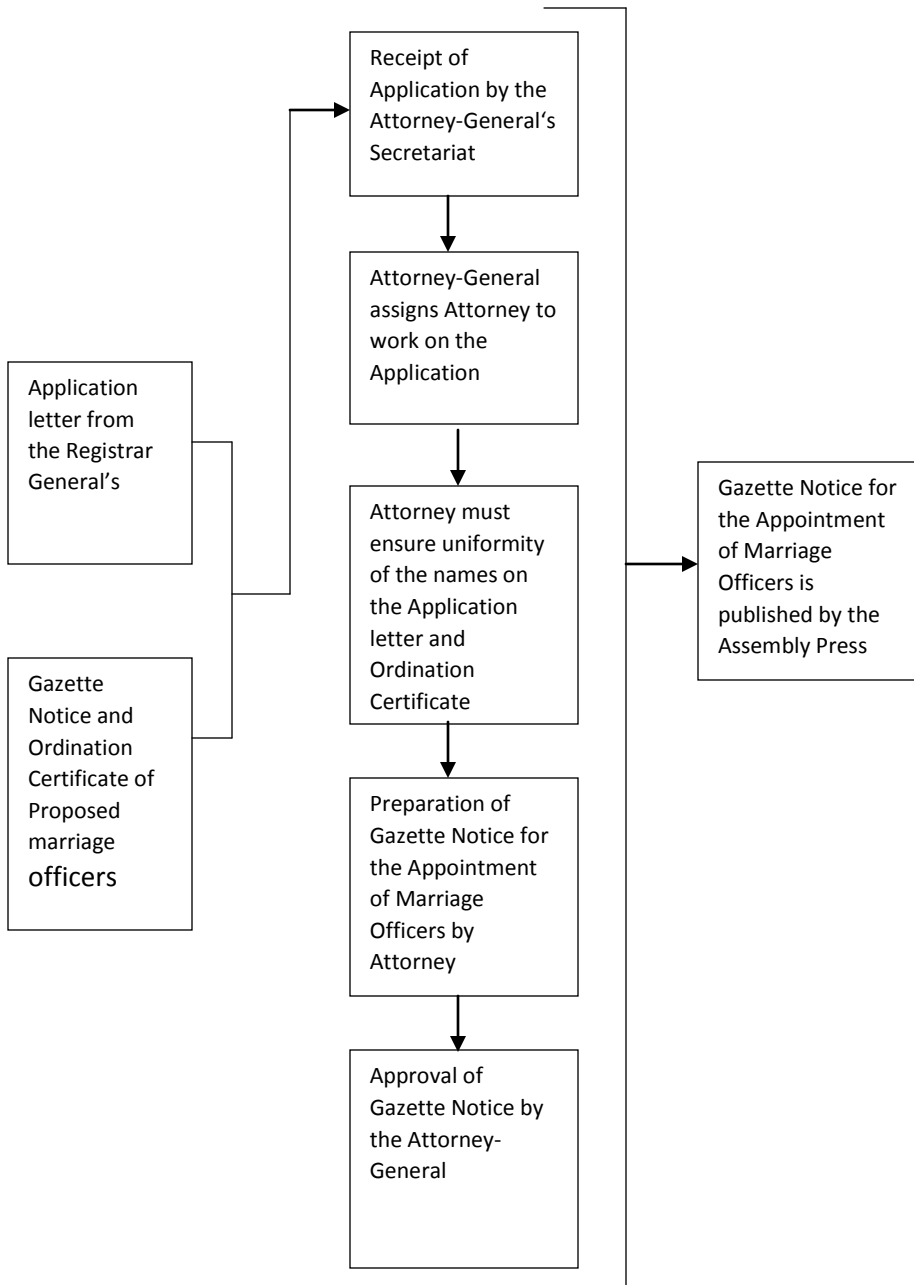 Application
letter from
the Registrar
General’s
Gazette
Notice and
Ordination
Certificate of
Proposed
marriage
officers
Receipt of
Application by the
Attorney-General‘s
Secretariat
Attorney-General
assigns Attorney to
work on the
Application
Attorney must
ensure uniformity
of the names on
the Application
letter and
Ordination
Certificate
Preparation of
Gazette Notice for
the Appointment
of Marriage
Officers by
Attorney
Approval of
Gazette Notice by
the Attorney-
General
Gazette Notice for
the Appointment
of Marriage
Officers is
published by the
Assembly Press